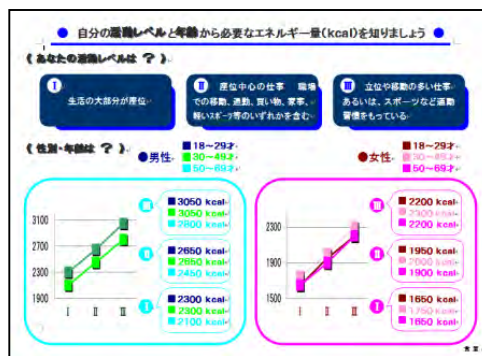 ● 自分の活動レベルと年齢から必要なエネルギー量(kcal)を知りましょう ●
《 あなたの活動レベルは ? 》
Ⅰ
生活の大部分が座位
Ⅱ 座位中心の仕事 職場
での移動、通勤、買い物、家事、
軽いスポーツ等のいずれかを含む
Ⅲ 立位や移動の多い仕事
あるいは、スポーツなど運動
習慣をもっている
《 性別・年齢は ? 》
●男性
■18〜29才
■30〜49才
■50〜69才
●女性
■18〜29才
■30〜49才
■50〜69才
3100
2700
2300
1900
Ⅰ Ⅱ Ⅲ
Ⅲ
■3050 kcal
■3050 kcal
■2800 kcal
Ⅱ
■2650 kcal
■2650 kcal
■2450 kcal
Ⅰ
■2300 kcal
■2300 kcal
■2100 kcal
2300
1900
1500
Ⅰ Ⅱ Ⅲ
Ⅲ
■2200 kcal
■2300 kcal
■2200 kcal
Ⅱ
■1950 kcal
■2000 kcal
■1900 kcal
Ⅰ
■1650 kcal
■1750 kcal
■1650 kcal